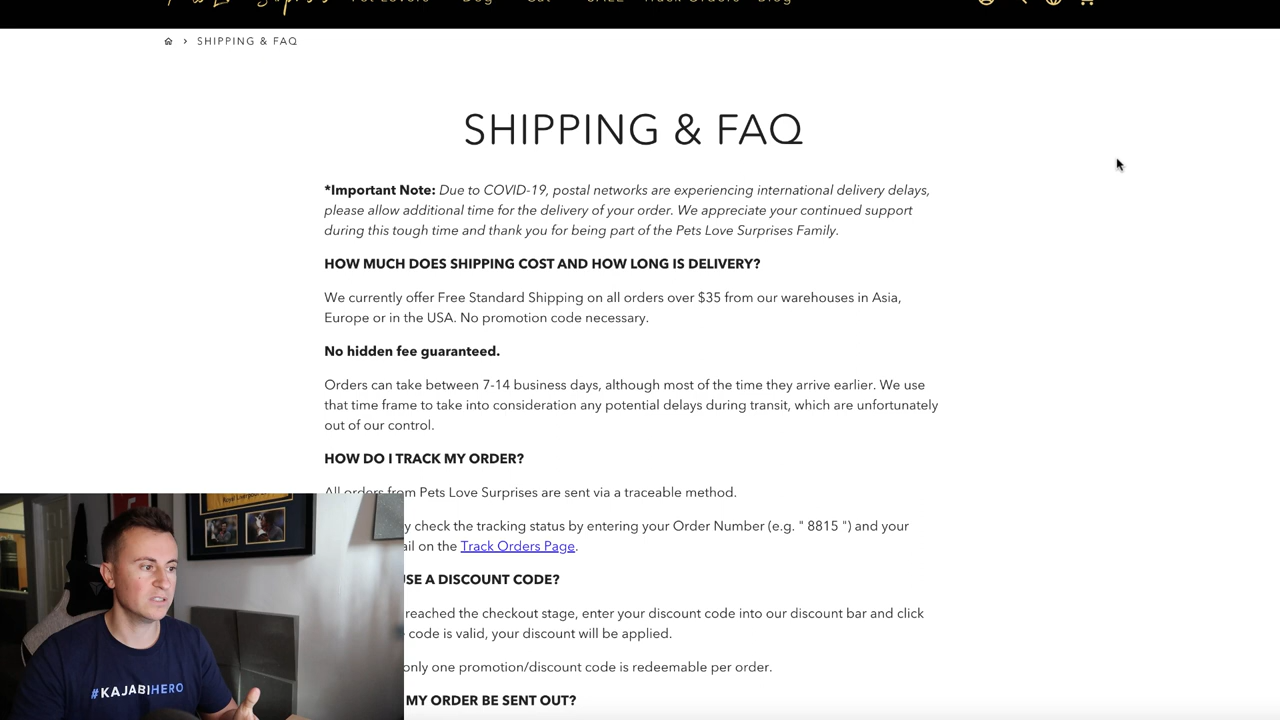 SHIPPING & FAQ
SHIPPING & FAQ
*Important Note: Due to COVID-19, postal networks are experiencing international delivery delays,
please allow additional time for the delivery of your order. We appreciate your continued support
during this tough time and thank you for being part of the Pets Love Surprises Family.
HOW MUCH DOES SHIPPING COST AND HOW LONG IS DELIVERY?
We currently offer Free Standard Shipping on all orders over $35 from our warehouses in Asia,
Europe or in the USA. No promotion code necessary.
No hidden fee guaranteed.
Orders can take between 7-14 business days, although most of the time they arrive earlier. We use
that time frame to take into consideration any potential delays during transit, which are unfortunately
out of our control.
HOW DO I TRACK MY ORDER?
All orders from Pets Love Surprises are sent via a traceable method.
check the tracking status by entering your Order Number (e.g. " 8815 ") and your
on the Track Orders Page.
A DISCOUNT CODE?
reached the checkout stage, enter your discount code into our discount bar and click
code is valid, your discount will be applied.
only one promotion/discount code is redeemable per order.
MY ORDER BE SENT OUT?
#KAJABIHERO